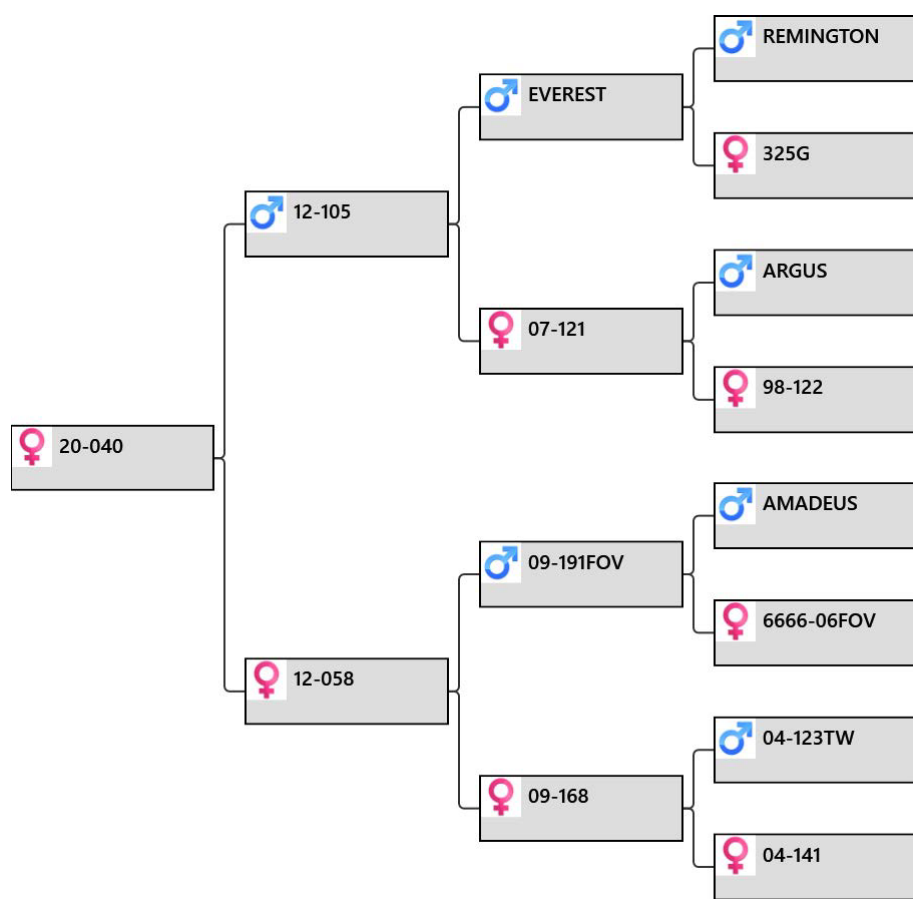 REMINGTON
EVEREST
325G
12-105
ARGUS
07-121
98-122
20-040
AMADEUS
09-191FOV
6666-06FOV
12-058
04-123TW
09-168
04-141